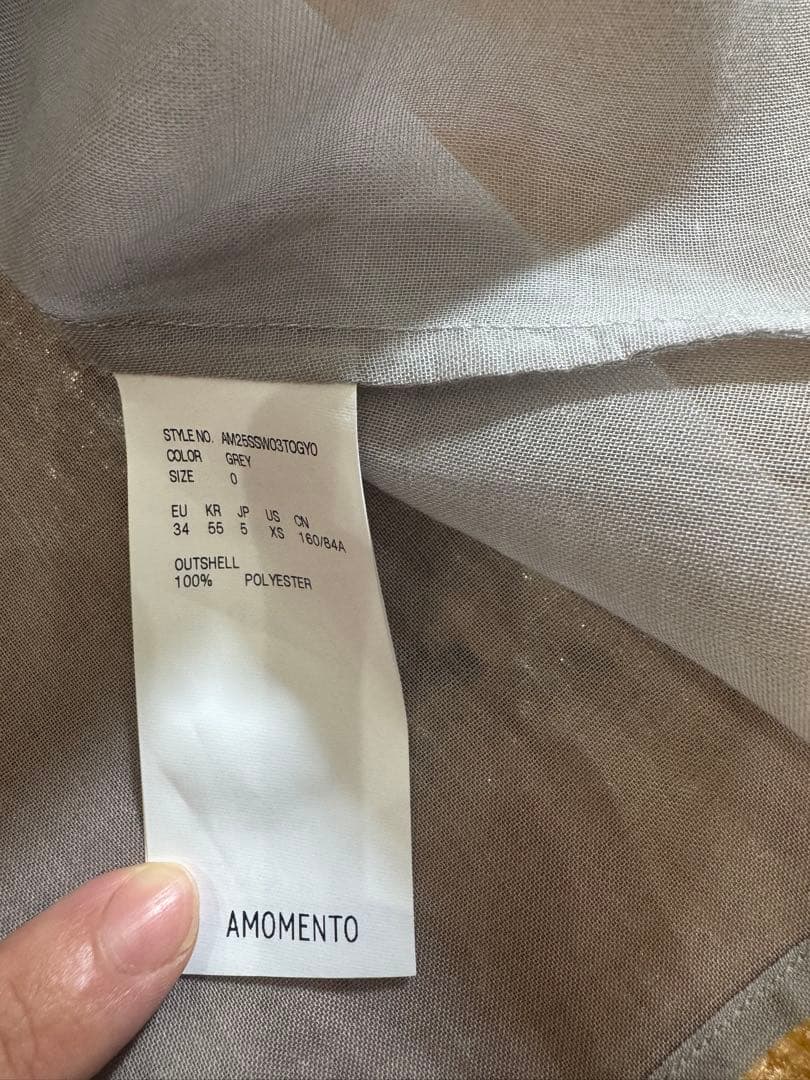 STYLE NO. AM25SSW03TOGY0
COLOR GREY
SIZE 0
EU KR JP US CN
34 55 5 XS 160/84A
OUTSHELL
100% POLYESTER
AMOMENTO